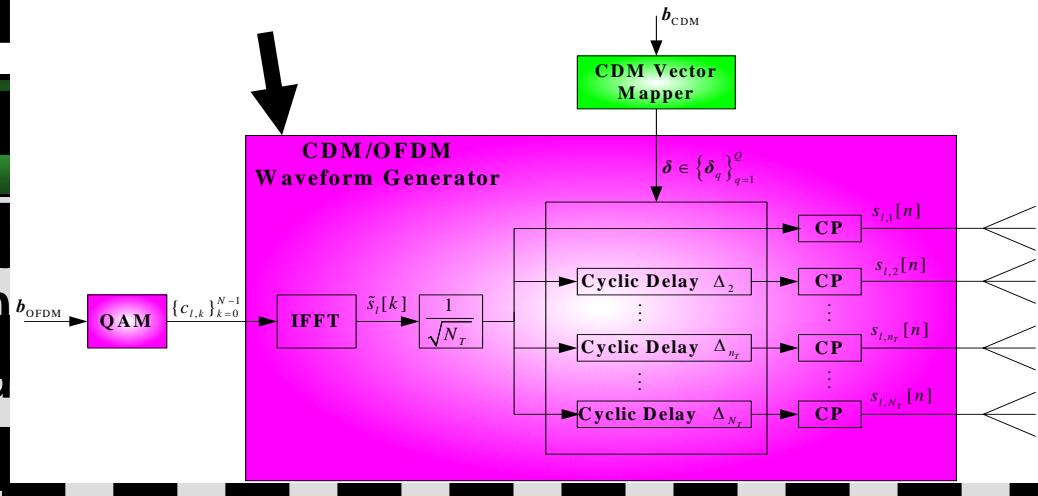 b_CDM
CDM Vector
Mapper
CDM/OFDM
Waveform Generator
δ ∈ {δ_q}_{q=1}^{Q}
CP
s_{l,1}[n]
Cyclic Delay Δ_2
CP
s_{l,2}[n]
⋮
b_OFDM
QAM
{c_{l,k}}_{k=0}^{N-1}
IFFT
s̃_l[k]
1/√N_T
Cyclic Delay Δ_{n_T}
CP
s_{l,n_T}[n]
⋮ ⋮
Cyclic Delay Δ_{N_T}
CP
s_{l,N_T}[n]